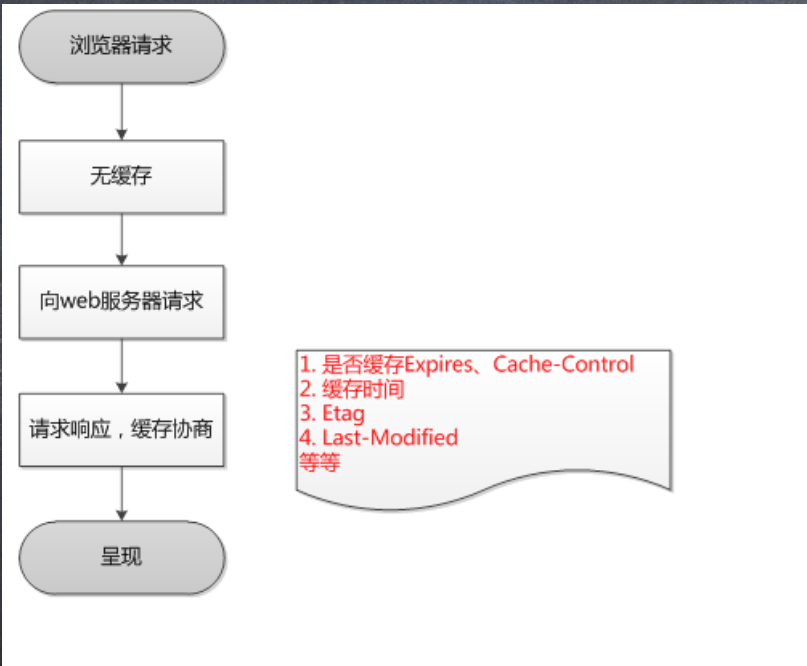 浏览器请求
无缓存
向web服务器请求
请求响应，缓存协商
呈现
1. 是否缓存Expires、Cache-Control
2. 缓存时间
3. Etag
4. Last-Modified
等等